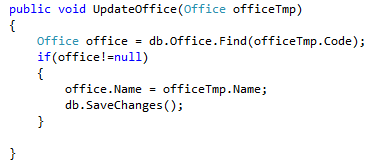 public void UpdateOffice(Office officeTmp)
{
    Office office = db.Office.Find(officeTmp.Code);
    if(office!=null)
    {
        office.Name = officeTmp.Name;
        db.SaveChanges();
    }
}